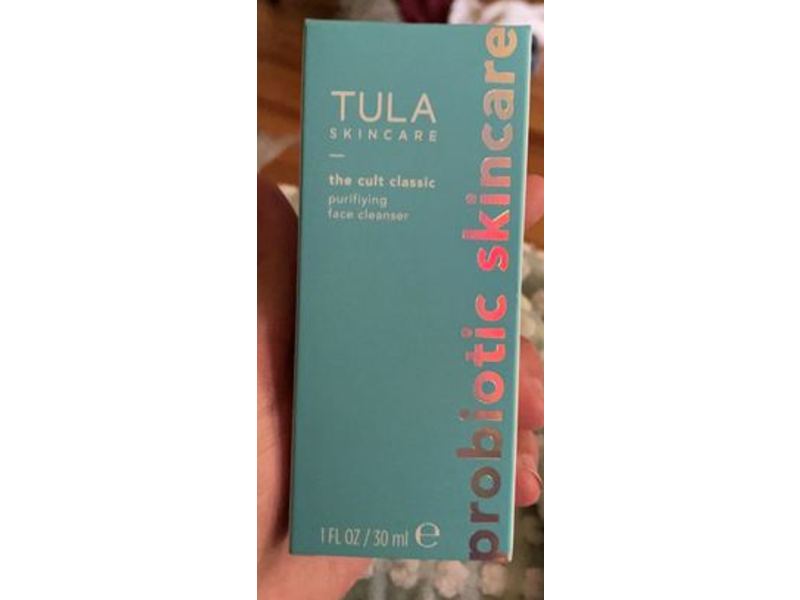 TULA
SKINCARE
the cult classic
purifiying
face cleanser
probiotic skincare
1 FL OZ / 30 ml e